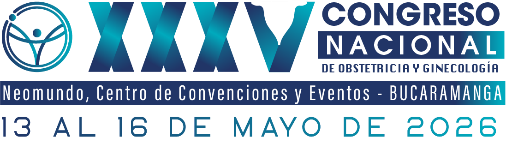 XXXV
CONGRESO
NACIONAL
DE OBSTETRICIA Y GINECOLOGÍA
Neomundo, Centro de Convenciones y Eventos - BUCARAMANGA
13 AL 16 DE MAYO DE 2026